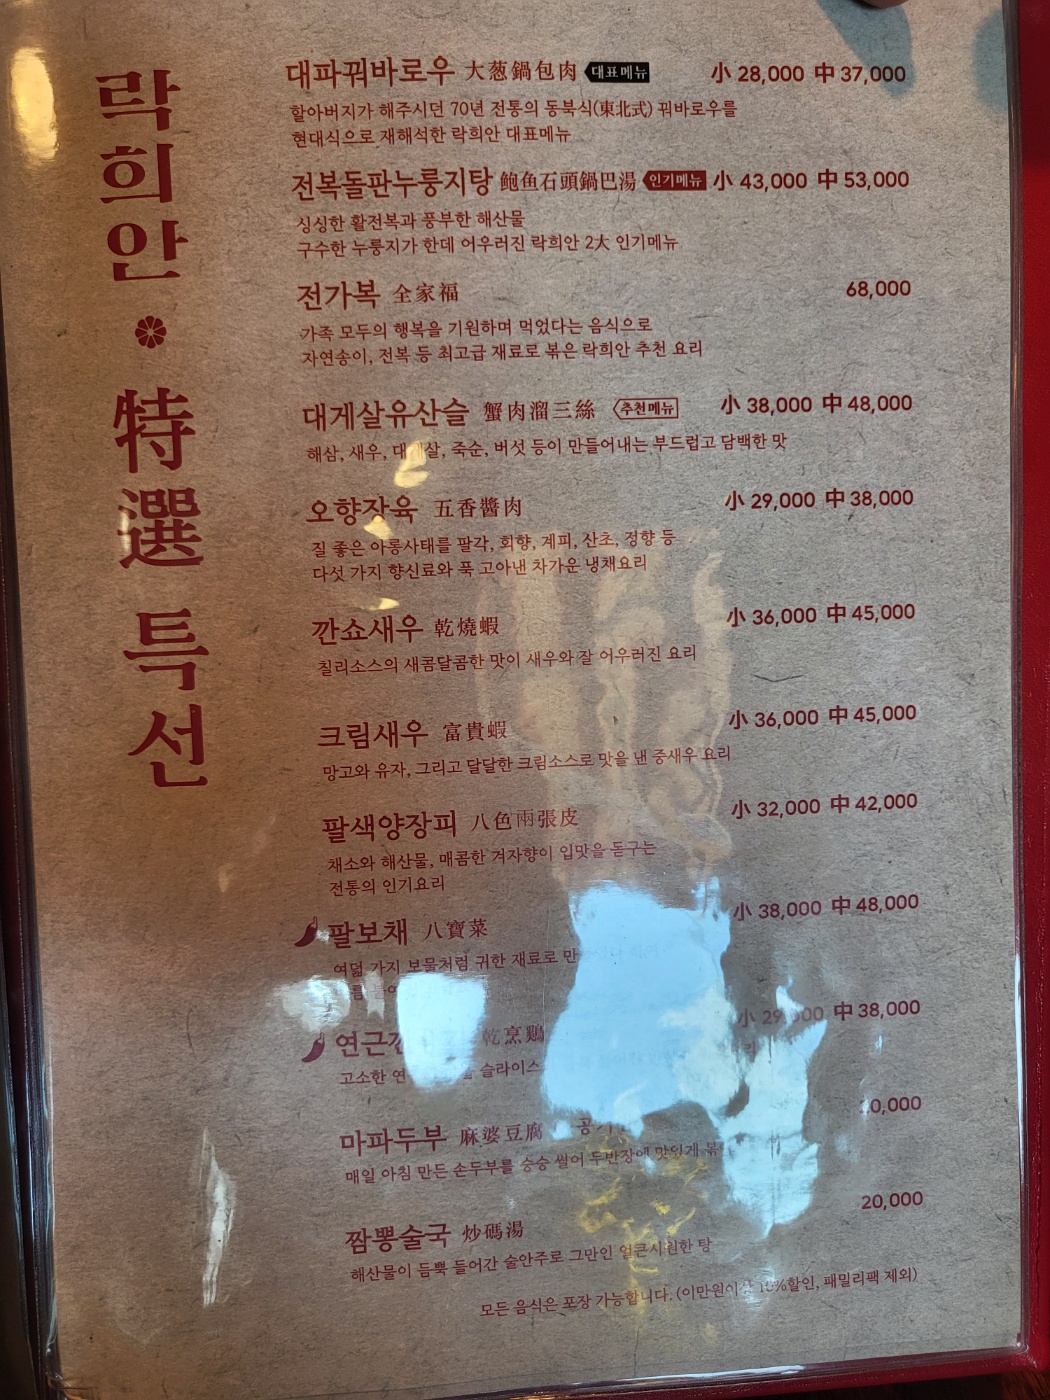 락희안 特選 특선
대파꿔바로우 大葱鍋包肉 대표메뉴 小 28,000 中 37,000
할아버지가 해주시던 70년 전통의 동북식(東北式) 꿔바로우를
현대식으로 재해석한 락희안 대표메뉴
전복돌판누룽지탕 鮑鱼石頭鍋巴湯 인기메뉴 小 43,000 中 53,000
싱싱한 활전복과 풍부한 해산물
구수한 누룽지가 한데 어우러진 락희안 2大 인기메뉴
전가복 全家福 68,000
가족 모두의 행복을 기원하며 먹었다는 음식으로
자연송이, 전복 등 최고급 재료로 볶은 락희안 추천 요리
대게살유산슬 蟹肉溜三絲 추천메뉴 小 38,000 中 48,000
해삼, 새우, 대게살, 죽순, 버섯 등이 만들어내는 부드럽고 담백한 맛
오향장육 五香醬肉 小 29,000 中 38,000
질 좋은 아롱사태를 팔각, 회향, 계피, 산초, 정향 등
다섯 가지 향신료와 푹 고아낸 차가운 냉채요리
깐쇼새우 乾燒蝦 小 36,000 中 45,000
칠리소스의 새콤달콤한 맛이 새우와 잘 어우러진 요리
크림새우 富貴蝦 小 36,000 中 45,000
망고와 유자, 그리고 달달한 크림소스로 맛을 낸 중새우 요리
팔색양장피 八色兩張皮 小 32,000 中 42,000
채소와 해산물, 매콤한 겨자향이 입맛을 돋구는
전통의 인기요리
팔보채 八寶菜 小 38,000 中 48,000
여덟 가지 보물처럼 귀한 재료로
연근 乾烹鷄 小 中 38,000
고소한 슬라이스
마파두부 麻婆豆腐
매일 아침 만든 손두부를 숭숭 썰어 두반장에 맛있게
짬뽕술국 炒碼湯 20,000
해산물이 듬뿍 들어간 술안주로 그만인 얼큰시원한 탕
모든 음식은 포장 가능합니다. 패밀리팩 제외)